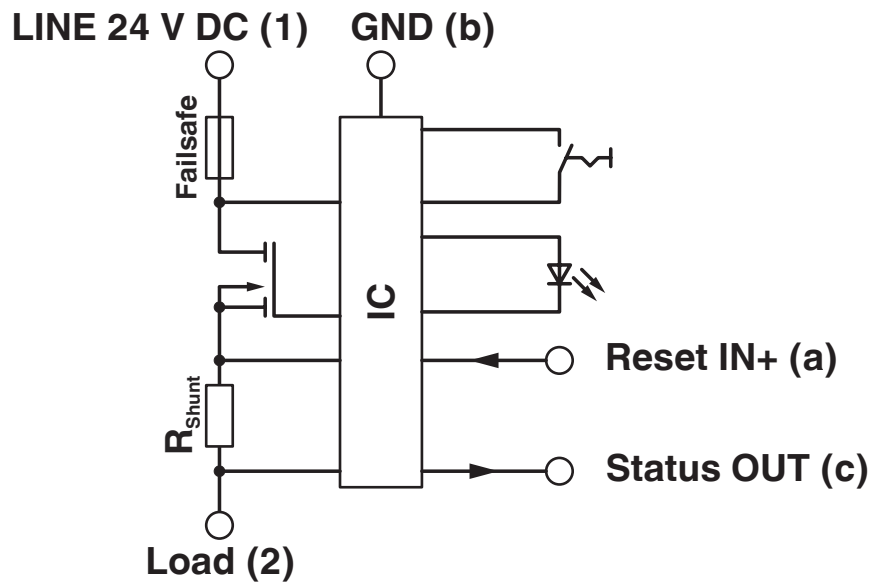 LINE 24 V DC (1)
GND (b)
Failsafe
IC
Reset IN+ (a)
RShunt
Status OUT (c)
Load (2)